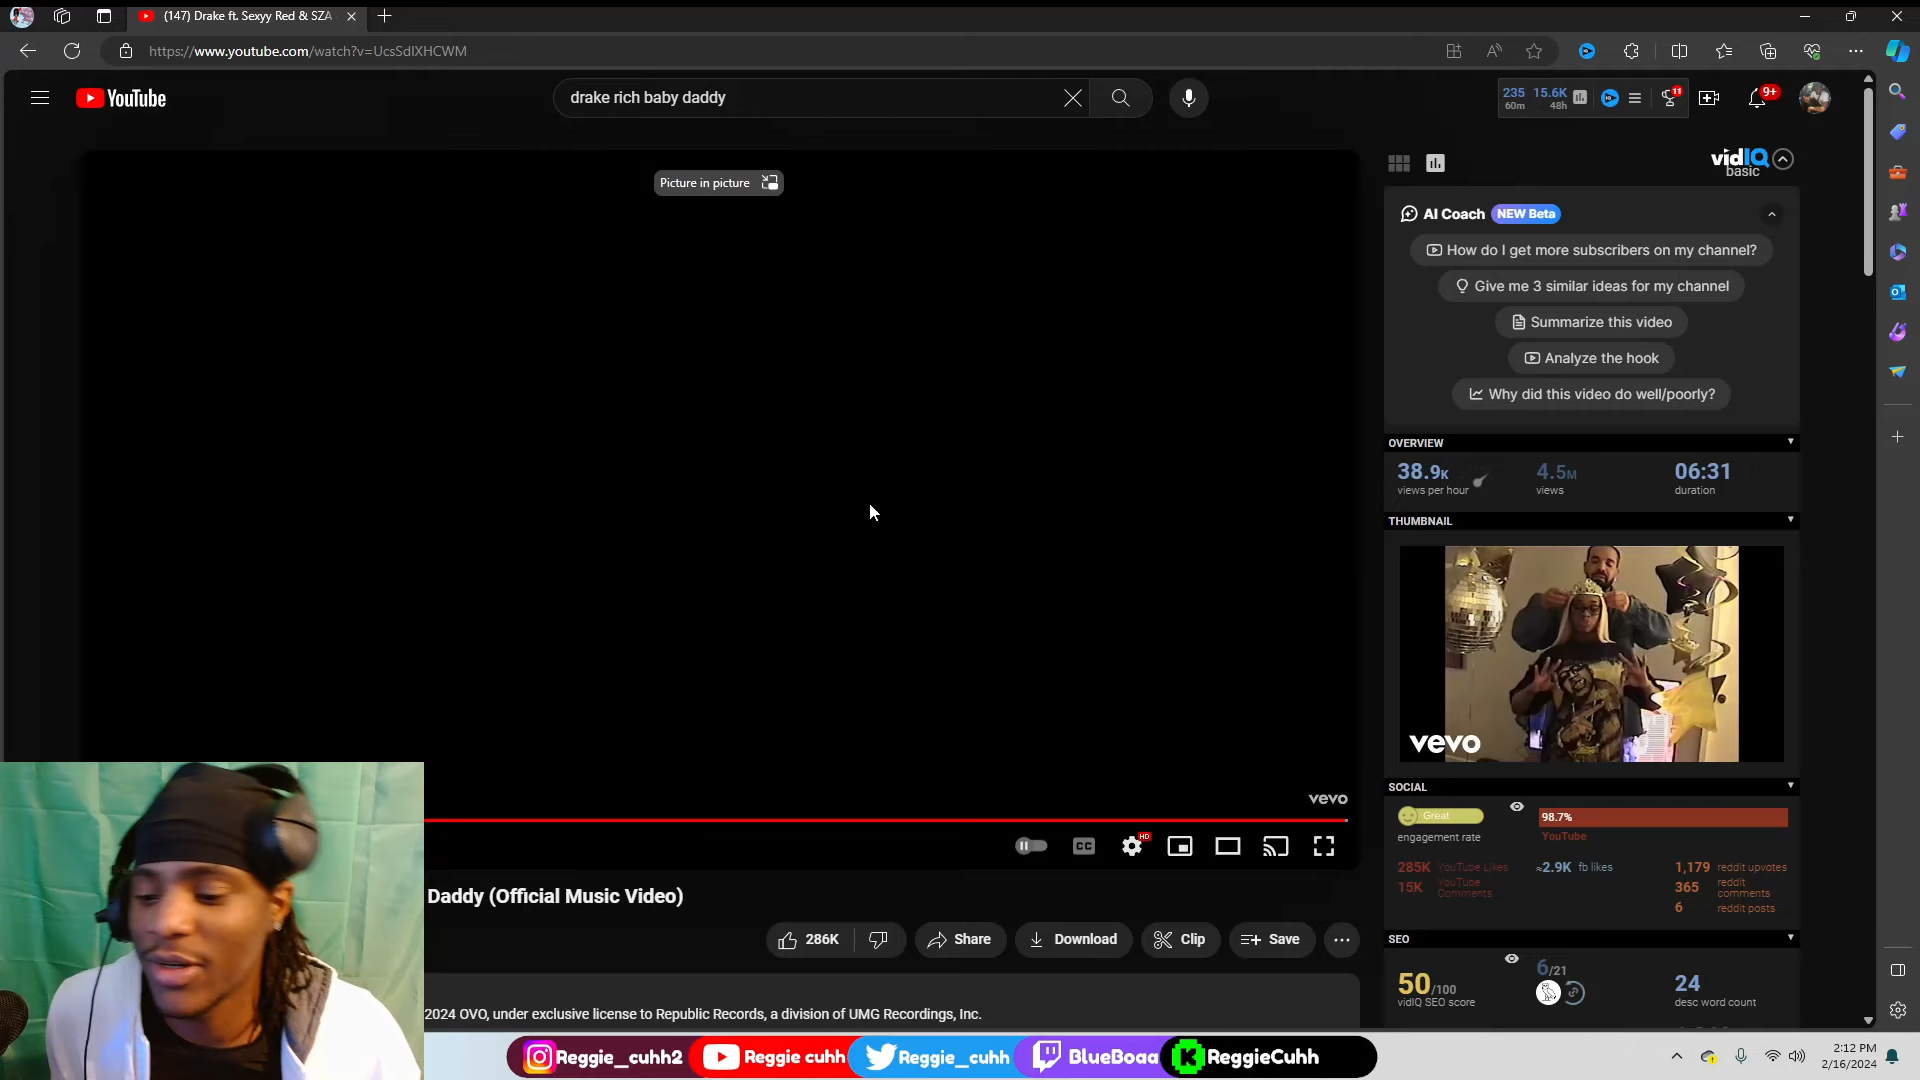 (147) Drake ft. Sexyy Red & SZA
https://www.youtube.com/watch?v=UcsSdlXHCWM
YouTube
drake rich baby daddy
235 15.6K
60m 48h
11
9+
Picture in picture
vidIQ
basic
AI Coach NEW Beta
How do I get more subscribers on my channel?
Give me 3 similar ideas for my channel
Summarize this video
Analyze the hook
Why did this video do well/poorly?
OVERVIEW
38.9K 4.5M 06:31
views per hour views duration
THUMBNAIL
vevo
vevo
SOCIAL
Great 98.7%
engagement rate YouTube
285K YouTube Likes ≈2.9K fb likes 1,179 reddit upvotes
15K YouTube Comments 365 reddit comments
6 reddit posts
CC HD
Daddy (Official Music Video)
286K Share Download Clip Save
SEO
50/100 6/21 24
vidIQ SEO score desc word count
2024 OVO, under exclusive license to Republic Records, a division of UMG Recordings, Inc.
Reggie__cuhh2 Reggie cuhh Reggie_cuhh BlueBoaa K ReggieCuhh
2:12 PM
2/16/2024